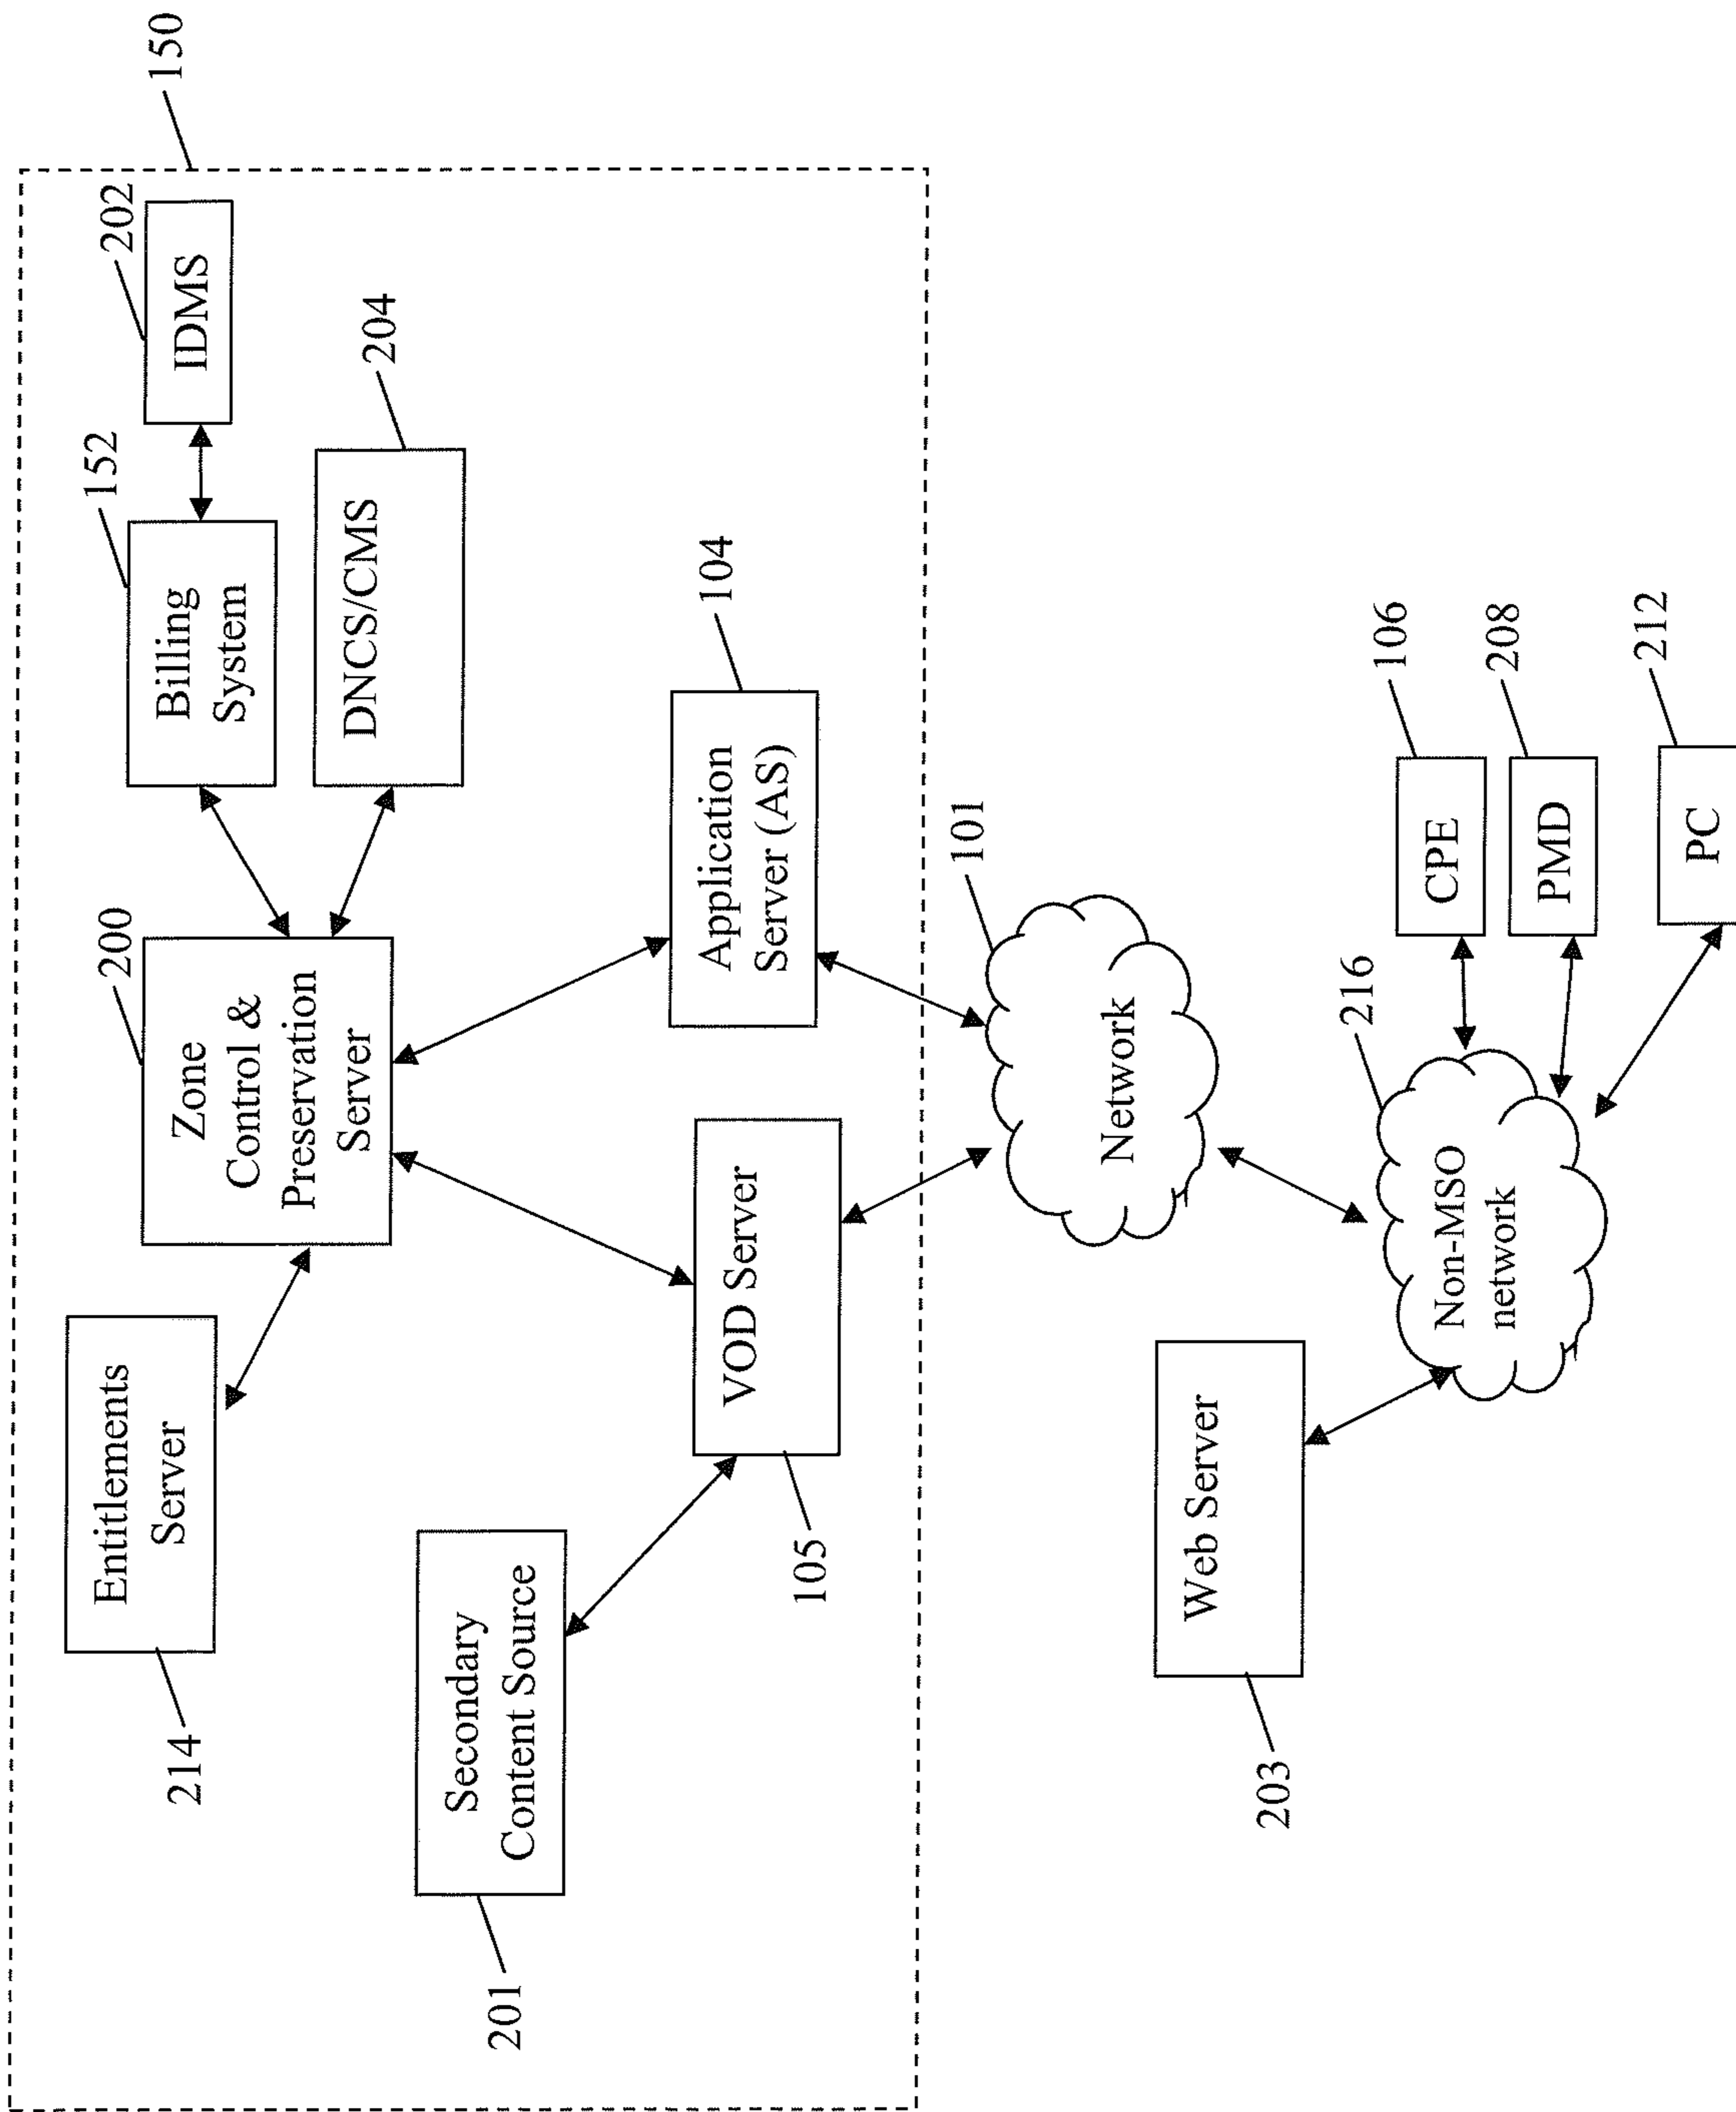 150
202
IDMS
152
Billing
System
204
DNCS/CMS
200
Zone
Control &
Preservation
Server
214
Entitlements
Server
104
Application
Server (AS)
105
VOD Server
201
Secondary
Content Source
101
Network
203
Web Server
216
Non-MSO
network
106
CPE
208
PMD
212
PC